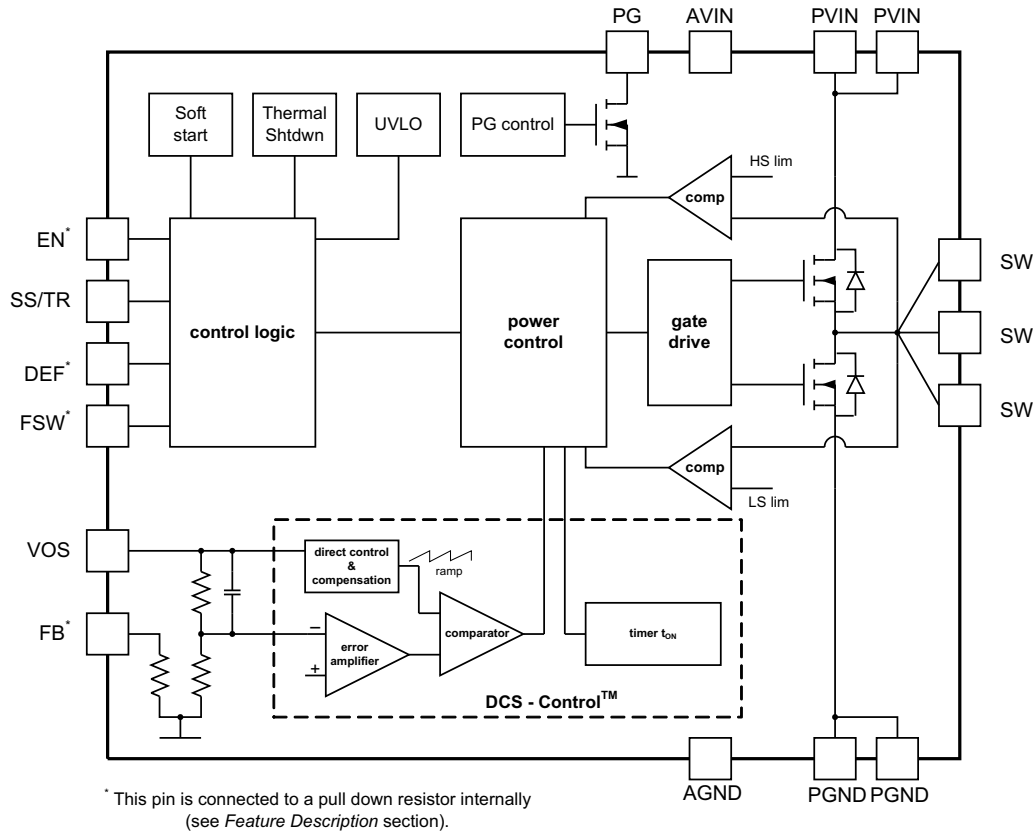 PG AVIN PVIN PVIN
Soft
start
Thermal
Shtdwn
UVLO
PG control
HS lim
comp
EN*
SS/TR
DEF*
FSW*
control logic
power
control
gate
drive
SW
SW
SW
comp
LS lim
VOS
FB*
direct control
&
compensation
ramp
comparator
–
error
amplifier
+
timer tON
DCS - Control™
AGND PGND PGND
* This pin is connected to a pull down resistor internally
(see Feature Description section).